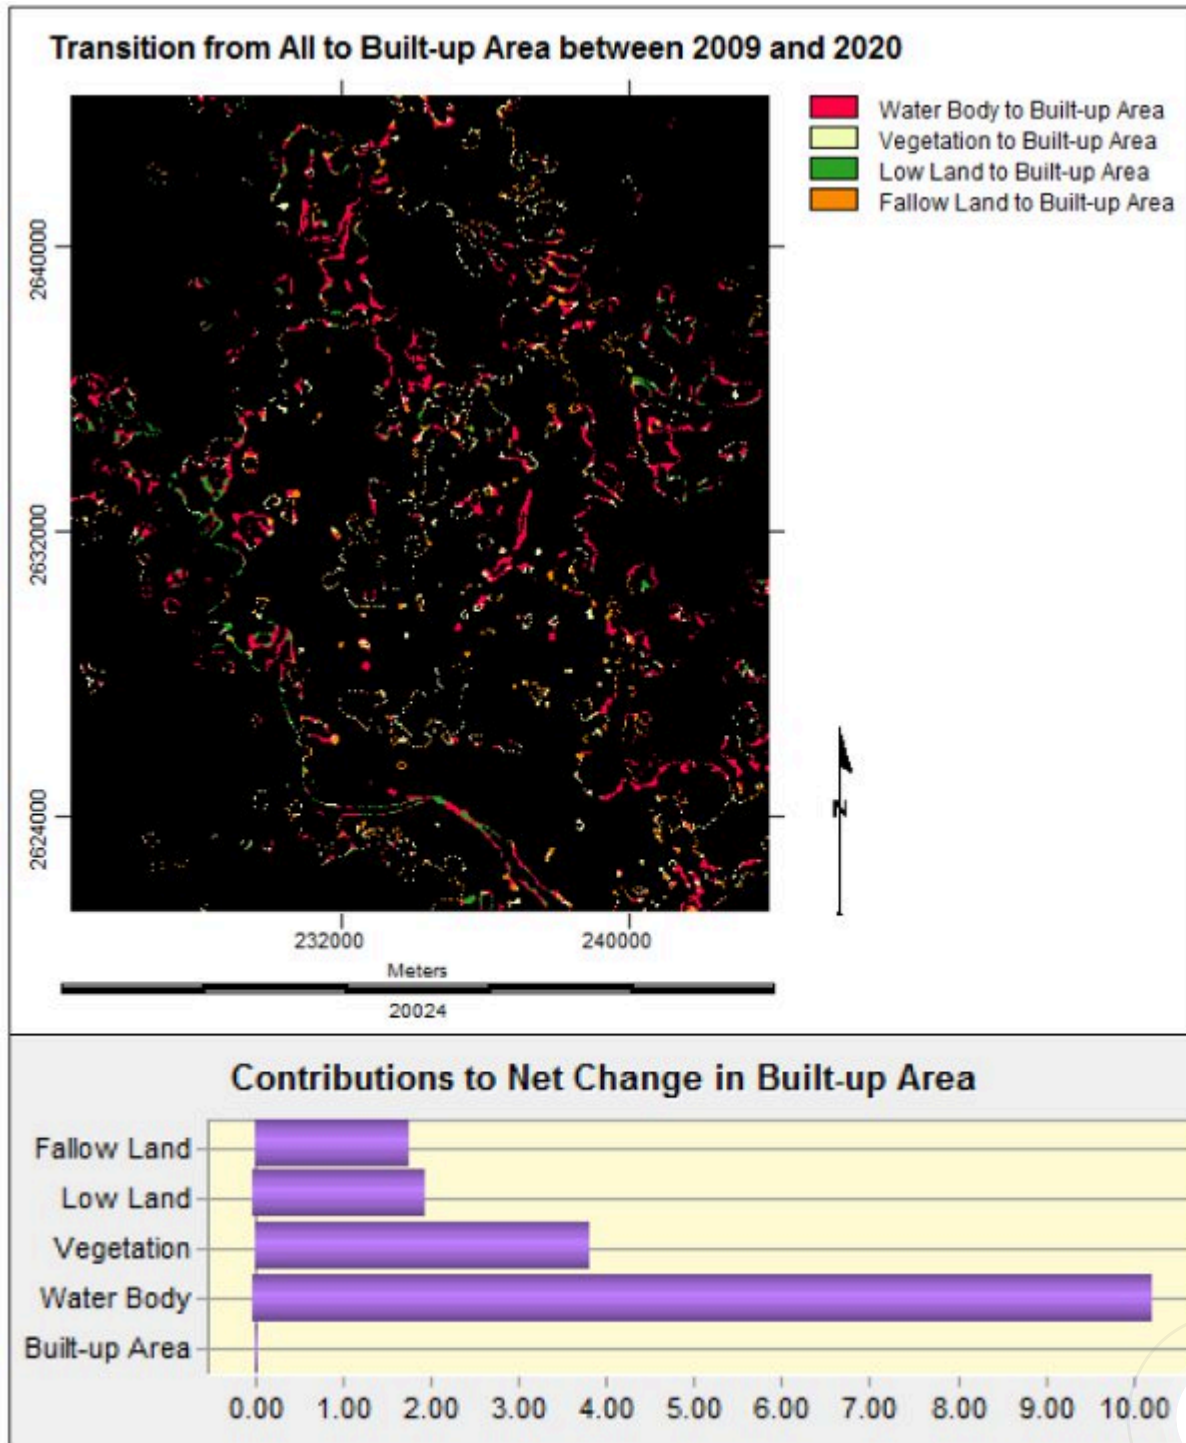 Transition from All to Built-up Area between 2009 and 2020
Water Body to Built-up Area
Vegetation to Built-up Area
Low Land to Built-up Area
Fallow Land to Built-up Area
2640000
2632000
2624000
N
232000 240000
Meters
20024
Contributions to Net Change in Built-up Area
Fallow Land
Low Land
Vegetation
Water Body
Built-up Area
0.00 1.00 2.00 3.00 4.00 5.00 6.00 7.00 8.00 9.00 10.00